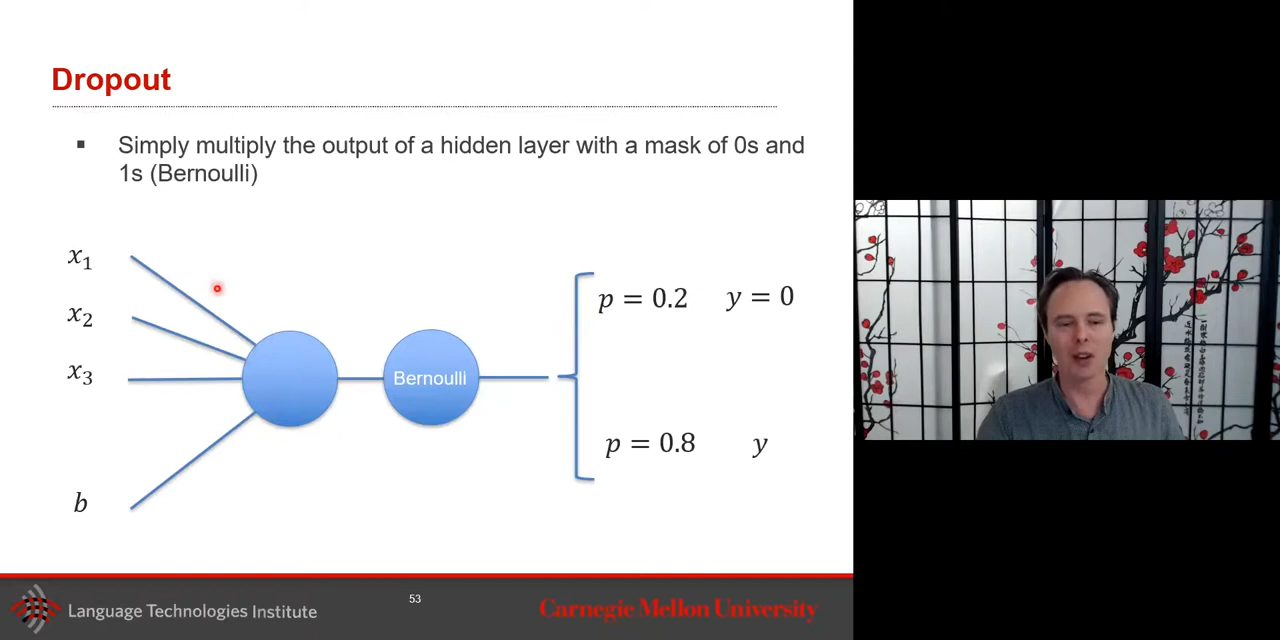 Dropout
▪ Simply multiply the output of a hidden layer with a mask of 0s and
1s (Bernoulli)
x₁
x₂
x₃
b
Bernoulli
p = 0.2 y = 0
p = 0.8 y
Language Technologies Institute
53
Carnegie Mellon University